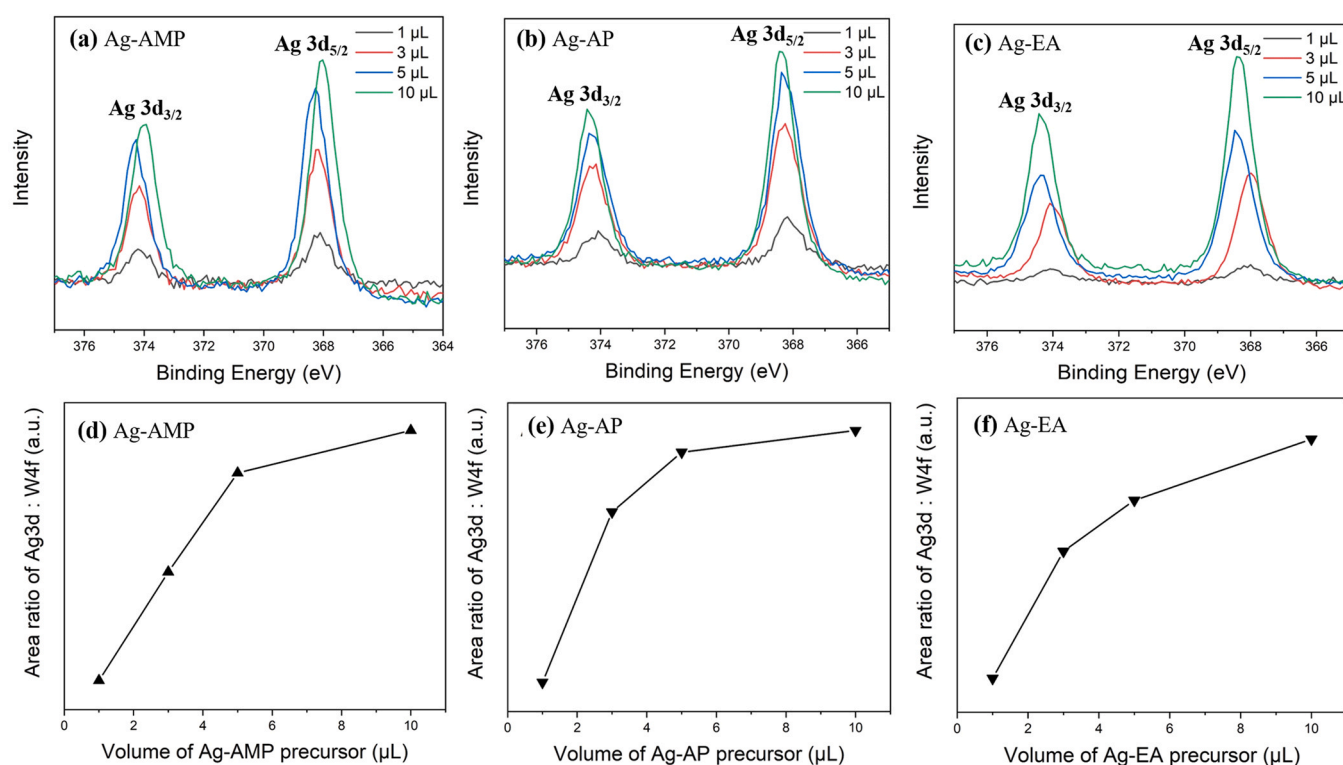 (a) Ag-AMP
Ag 3d5/2
1 µL
3 µL
5 µL
10 µL
Ag 3d3/2
Intensity
376 374 372 370 368 366 364
Binding Energy (eV)
(b) Ag-AP
Ag 3d5/2
1 µL
3 µL
5 µL
10 µL
Ag 3d3/2
Intensity
376 374 372 370 368 366
Binding Energy (eV)
(c) Ag-EA
Ag 3d5/2
1 µL
3 µL
5 µL
10 µL
Ag 3d3/2
Intensity
376 374 372 370 368 366
Binding Energy (eV)
(d) Ag-AMP
Area ratio of Ag3d : W4f (a.u.)
0 2 4 6 8 10
Volume of Ag-AMP precursor (µL)
(e) Ag-AP
Area ratio of Ag3d : W4f (a.u.)
0 2 4 6 8 10
Volume of Ag-AP precursor (µL)
(f) Ag-EA
Area ratio of Ag3d : W4f (a.u.)
0 2 4 6 8 10
Volume of Ag-EA precursor (µL)